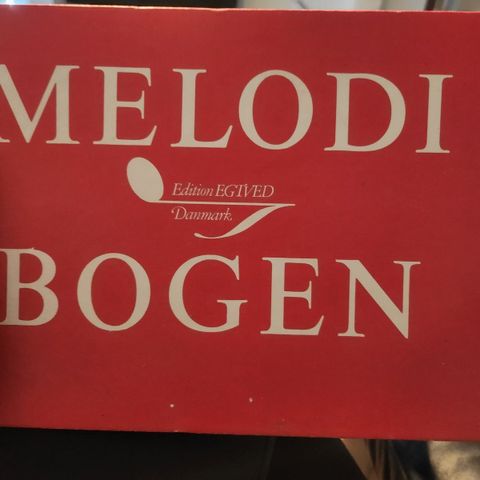 MELODI
Edition EGTVED
Danmark
BOGEN